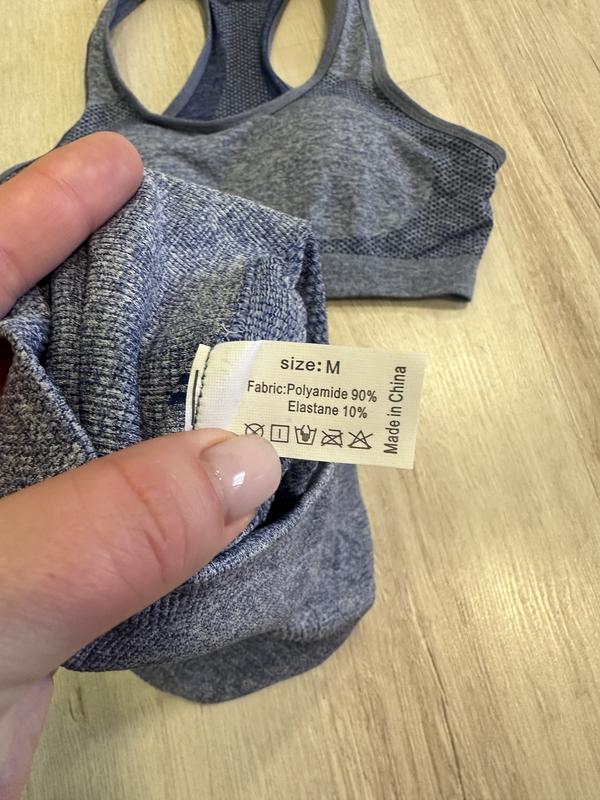 size: M
Fabric:Polyamide 90%
Elastane 10%
Made in China